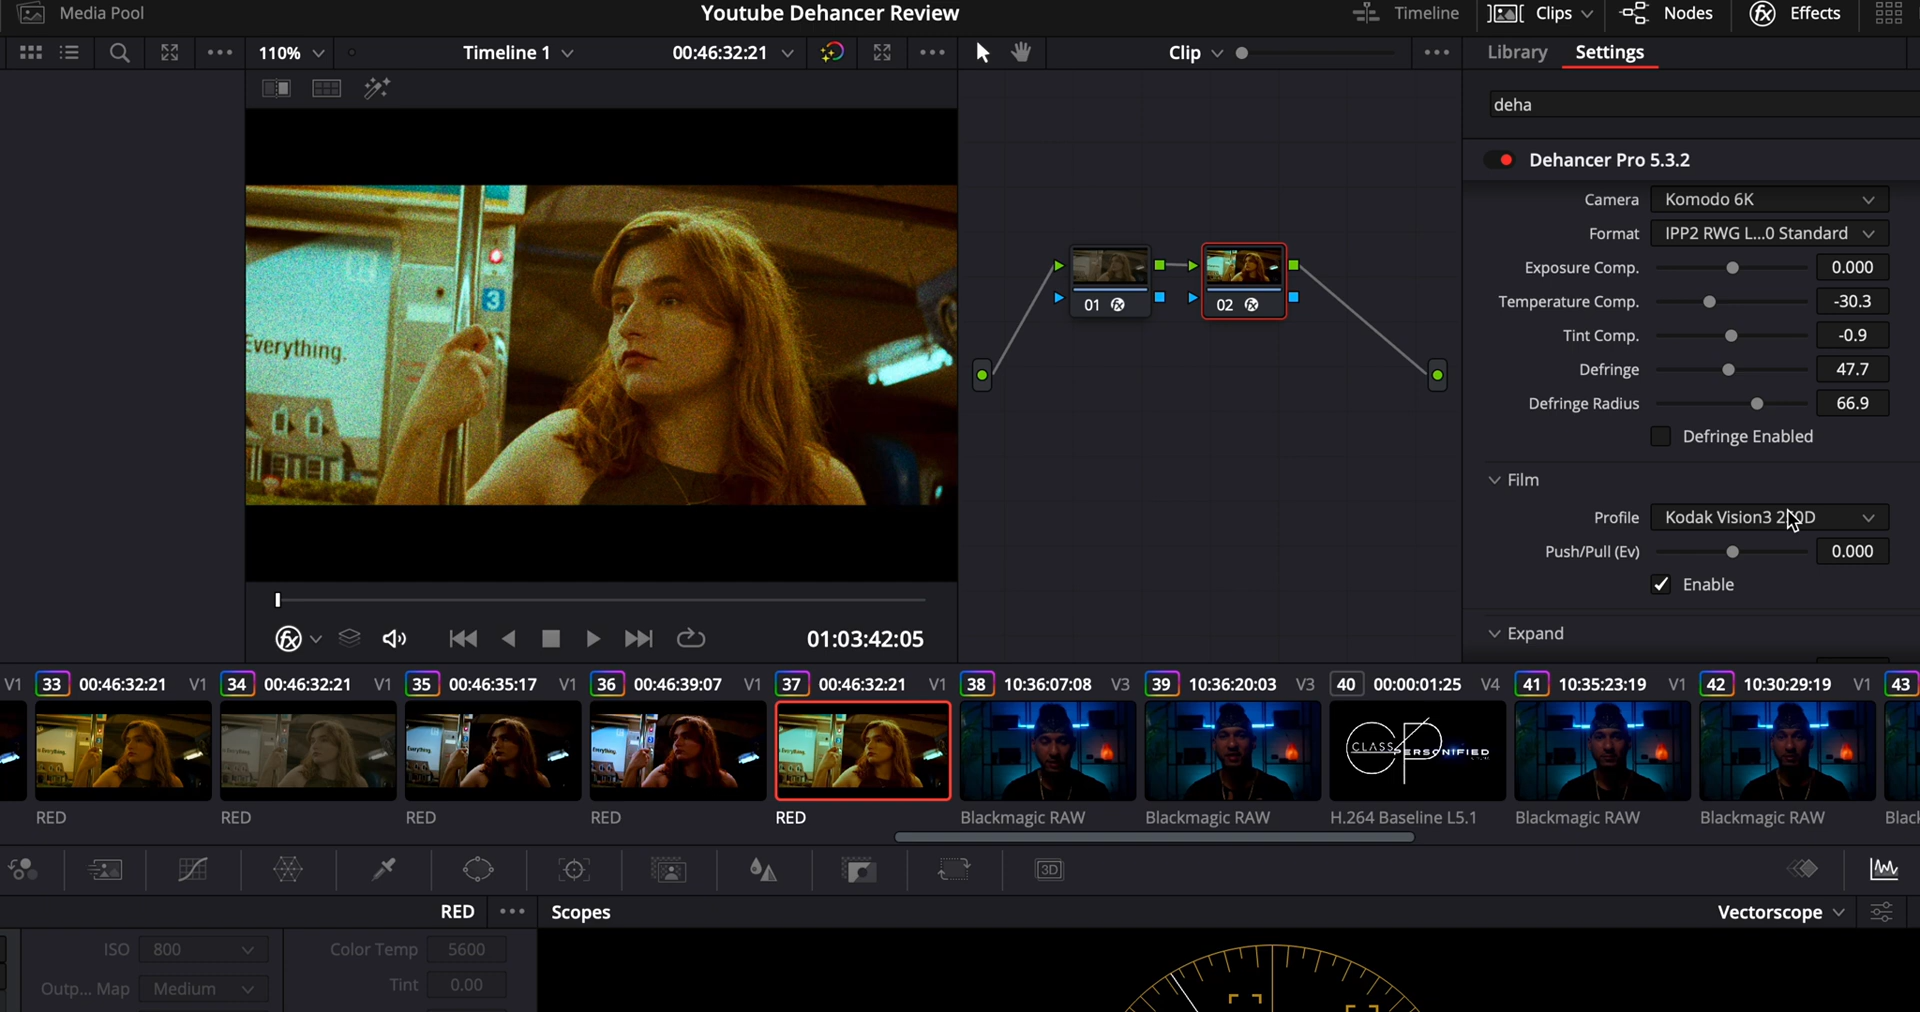 Media Pool
Youtube Dehancer Review
Timeline
Clips
Nodes
Effects
110%
Timeline 1
00:46:32:21
Clip
Library
Settings
deha
Dehancer Pro 5.3.2
Camera
Komodo 6K
Format
IPP2 RWG L...0 Standard
Exposure Comp.
0.000
Temperature Comp.
-30.3
Tint Comp.
-0.9
Defringe
47.7
Defringe Radius
66.9
Defringe Enabled
Film
Profile
Kodak Vision3
Push/Pull (Ev)
0.000
Enable
Expand
3
Everything.
01
02
01:03:42:05
V1
33 00:46:32:21 V1
34 00:46:32:21 V1
35 00:46:35:17 V1
36 00:46:39:07 V1
37 00:46:32:21 V1
38 10:36:07:08 V3
39 10:36:20:03 V3
40 00:00:01:25 V4
41 10:35:23:19 V1
42 10:30:29:19 V1
43
CLASS PERSONIFIED
RED
RED
RED
RED
RED
Blackmagic RAW
Blackmagic RAW
H.264 Baseline L5.1
Blackmagic RAW
Blackmagic RAW
Blac
3D
RED
Scopes
Vectorscope
ISO
800
Color Temp
5600
Outp... Map
Medium
Tint
0.00